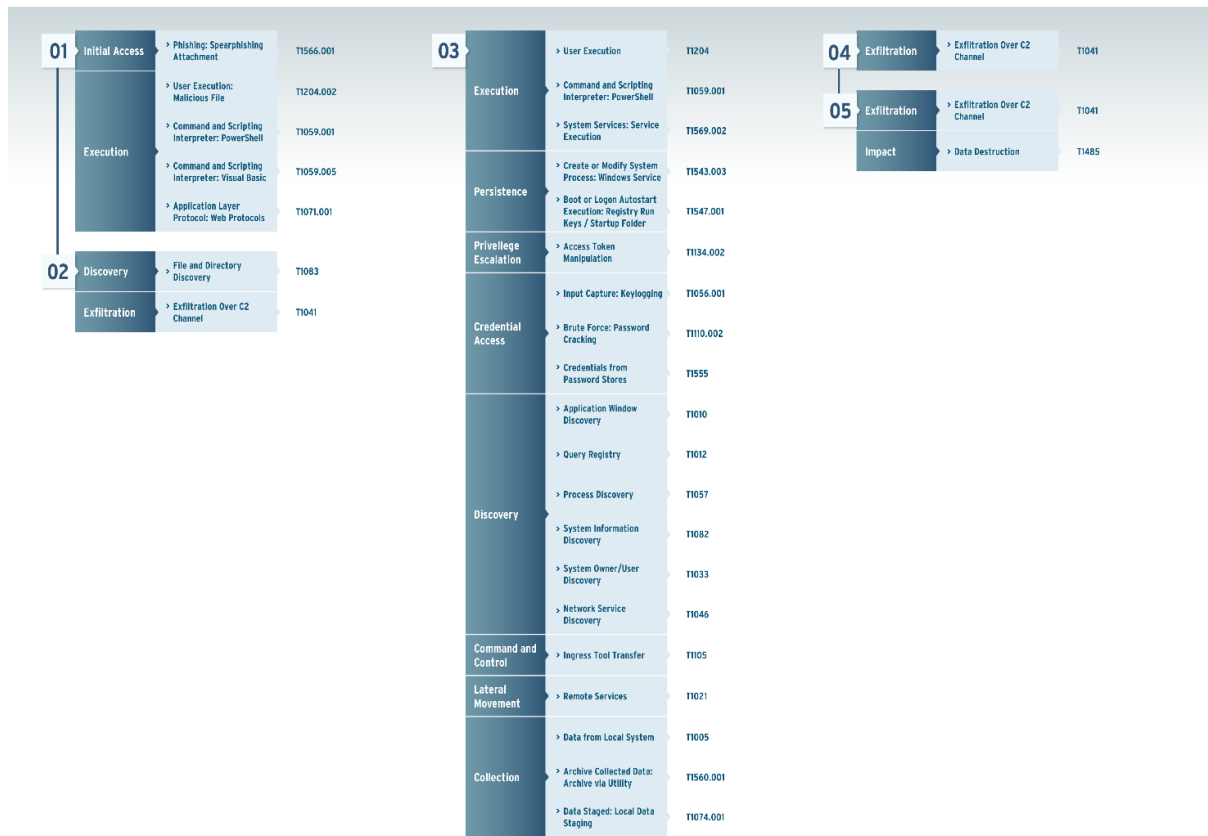 01
Initial Access
> Phishing: Spearphishing
Attachment
T1566.001
Execution
> User Execution:
Malicious File
T1204.002
> Command and Scripting
Interpreter: PowerShell
T1059.001
> Command and Scripting
Interpreter: Visual Basic
T1059.005
> Application Layer
Protocol: Web Protocols
T1071.001
02
Discovery
> File and Directory
Discovery
T1083
Exfiltration
> Exfiltration Over C2
Channel
T1041
03
Execution
> User Execution
T1204
> Command and Scripting
Interpreter: PowerShell
T1059.001
> System Services: Service
Execution
T1569.002
Persistence
> Create or Modify System
Process: Windows Service
T1543.003
> Boot or Logon Autostart
Execution: Registry Run
Keys / Startup Folder
T1547.001
Privellege
Escalation
> Access Token
Manipulation
T1134.002
Credential
Access
> Input Capture: Keylogging
T1056.001
> Brute Force: Password
Cracking
T1110.002
> Credentials from
Password Stores
T1555
Discovery
> Application Window
Discovery
T1010
> Query Registry
T1012
> Process Discovery
T1057
> System Information
Discovery
T1082
> System Owner/User
Discovery
T1033
> Network Service
Discovery
T1046
Command and
Control
> Ingress Tool Transfer
T1105
Lateral
Movement
> Remote Services
T1021
Collection
> Data from Local System
T1005
> Archive Collected Data:
Archive via Utility
T1560.001
> Data Staged: Local Data
Staging
T1074.001
04
Exfiltration
> Exfiltration Over C2
Channel
T1041
05
Exfiltration
> Exfiltration Over C2
Channel
T1041
Impact
> Data Destruction
T1485